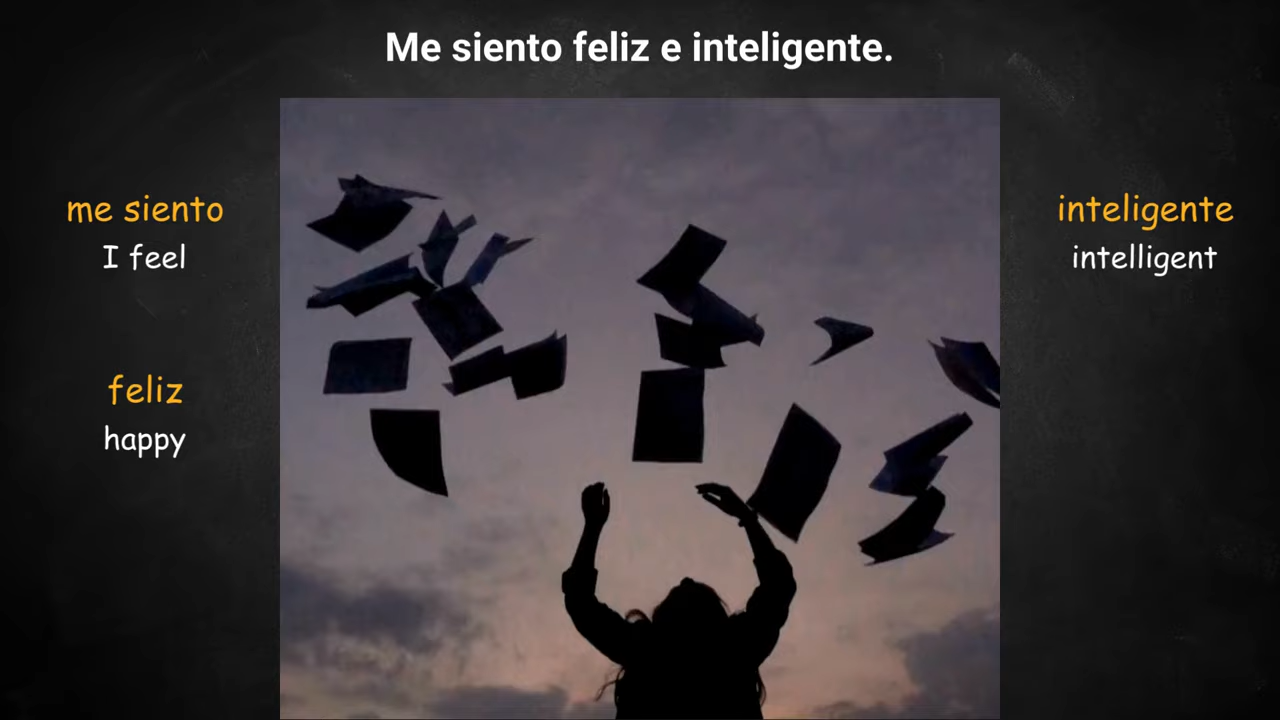 Me siento feliz e inteligente.
me siento
I feel
feliz
happy
inteligente
intelligent